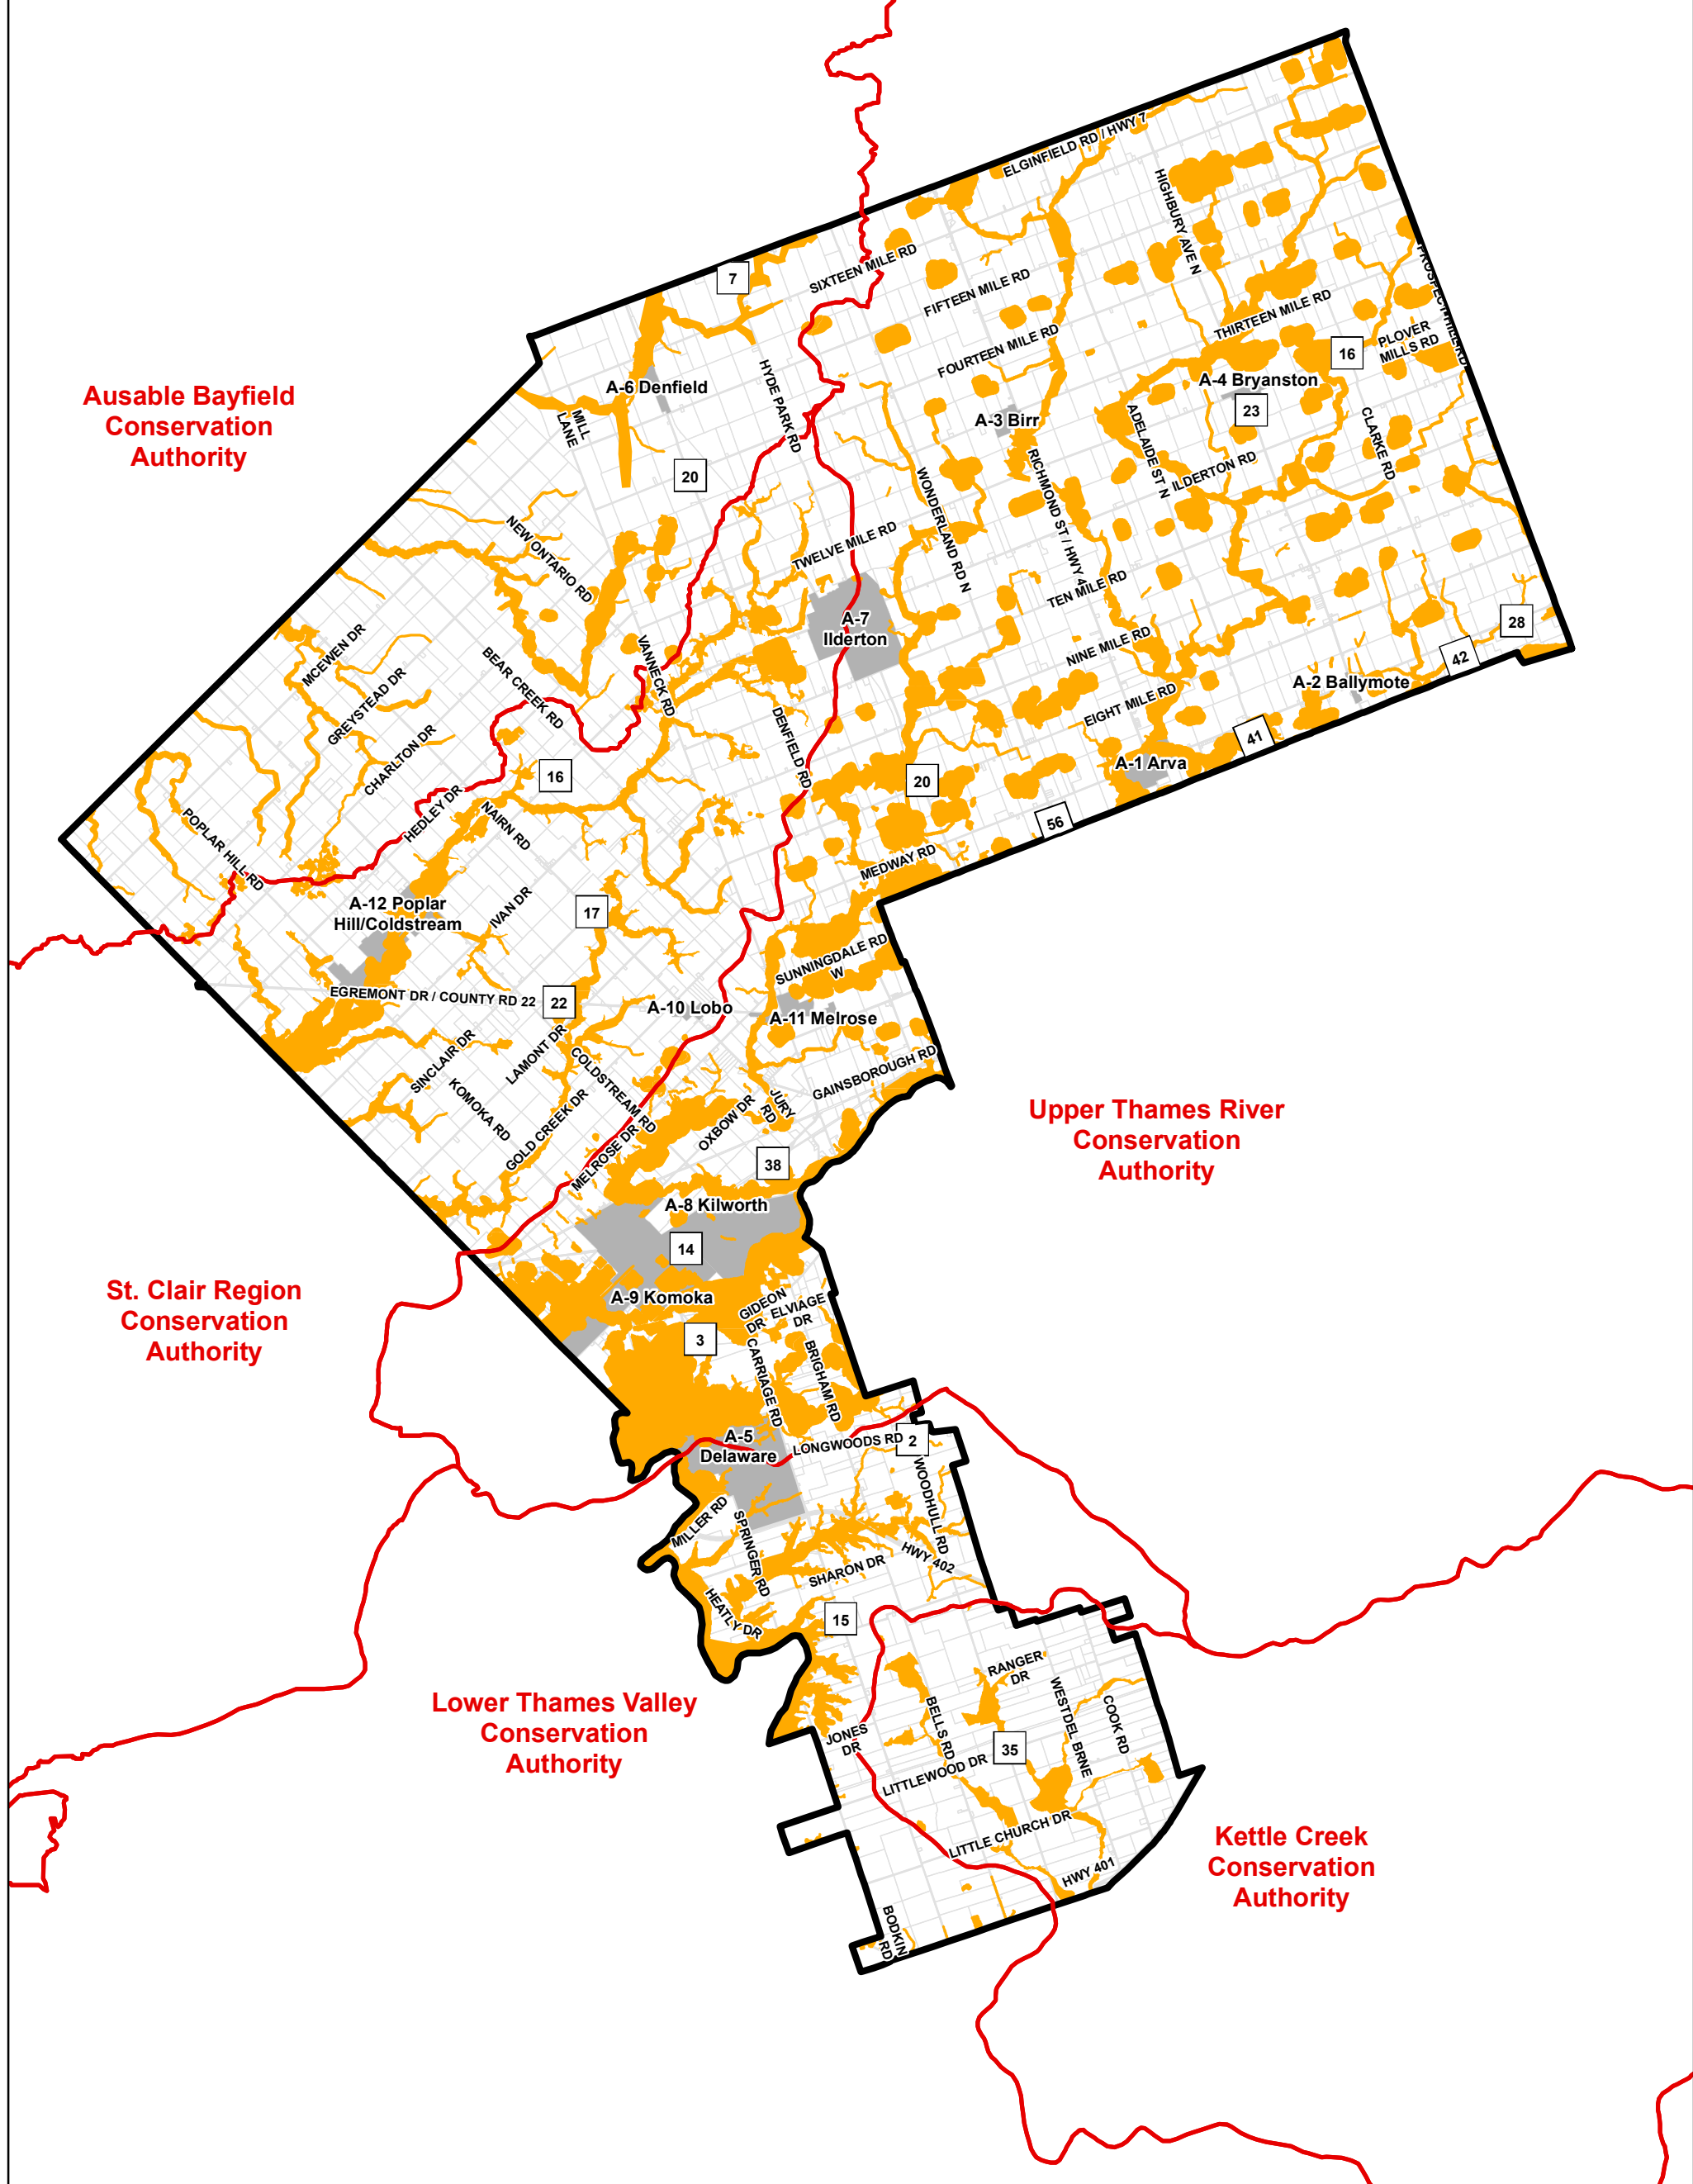 ELGINFIELD RD / HWY 7
HIGHBURY AVE N
7
SIXTEEN MILE RD
FIFTEEN MILE RD
PROSPECT HILL RD
THIRTEEN MILE RD
FOURTEEN MILE RD
16
PLOVER
MILLS RD
HYDE PARK RD
A-6 Denfield
A-4 Bryanston
23
Ausable Bayfield
Conservation
Authority
MILL
LANE
A-3 Birr
ADELAIDE ST N
CLARKE RD
20
ILDERTON RD
WONDERLAND RD N
RICHMOND ST / HWY 4
NEW ONTARIO RD
TWELVE MILE RD
TEN MILE RD
A-7
Ilderton
28
MCEWEN DR
VANNECK RD
NINE MILE RD
42
BEAR CREEK RD
GREYSTEAD DR
A-2 Ballymote
EIGHT MILE RD
DENFIELD RD
CHARLTON DR
41
A-1 Arva
16
20
HEDLEY DR
NAIRN RD
56
POPLAR HILL RD
MEDWAY RD
A-12 Poplar
Hill/Coldstream
IVAN DR
17
SUNNINGDALE RD
W
EGREMONT DR / COUNTY RD 22
22
A-10 Lobo
A-11 Melrose
SINCLAIR DR
LAMONT DR
COLDSTREAM RD
GAINSBOROUGH RD
KOMOKA RD
GOLD CREEK DR
OXBOW DR
JURY
RD
MELROSE DR
38
Upper Thames River
Conservation
Authority
A-8 Kilworth
14
St. Clair Region
Conservation
Authority
A-9 Komoka
GIDEON
DR
ELVIAGE
DR
3
CARRIAGE RD
BRIGHAM RD
A-5
Delaware
LONGWOODS RD
2
WOODHULL RD
MILLER RD
SPRINGER RD
HWY 402
SHARON DR
HEATLY DR
15
RANGER
DR
Lower Thames Valley
Conservation
Authority
BELLS RD
WESTDEL BRNE
COOK RD
JONES
DR
35
LITTLEWOOD DR
LITTLE CHURCH DR
Kettle Creek
Conservation
Authority
HWY 401
BODKIN
RD